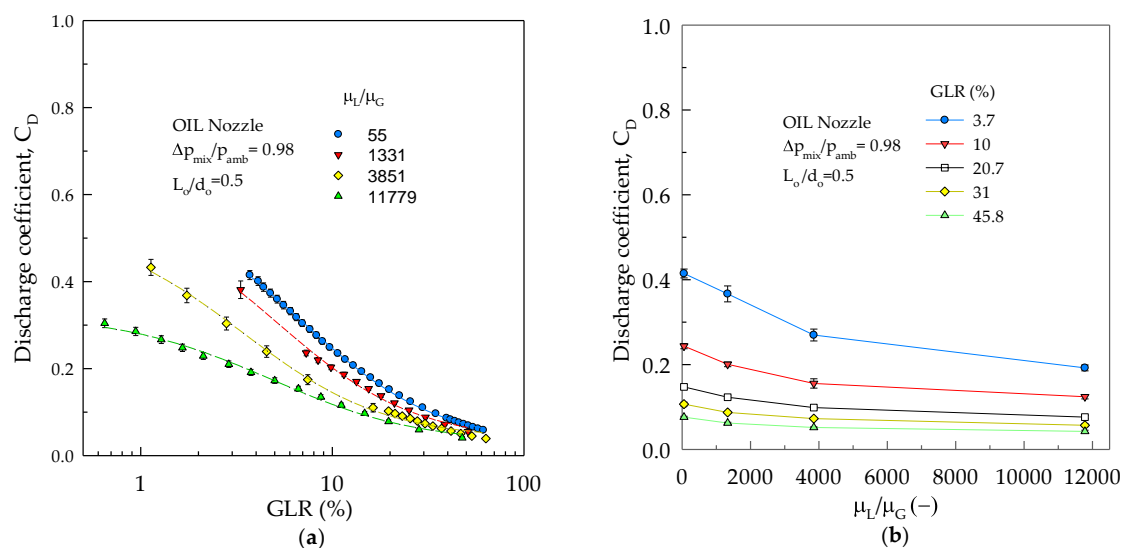 1.0
0.8
0.6
0.4
0.2
0.0
Discharge coefficient, C_D
μ_L/μ_G
OIL Nozzle
Δp_mix/p_amb= 0.98
L_o/d_o=0.5
55
1331
3851
11779
1 10 100
GLR (%)
(a)
1.0
0.8
0.6
0.4
0.2
0.0
Discharge coefficient, C_D
GLR (%)
OIL Nozzle
Δp_mix/p_amb= 0.98
L_o/d_o=0.5
3.7
10
20.7
31
45.8
0 2000 4000 6000 8000 10000 12000
μ_L/μ_G (−)
(b)